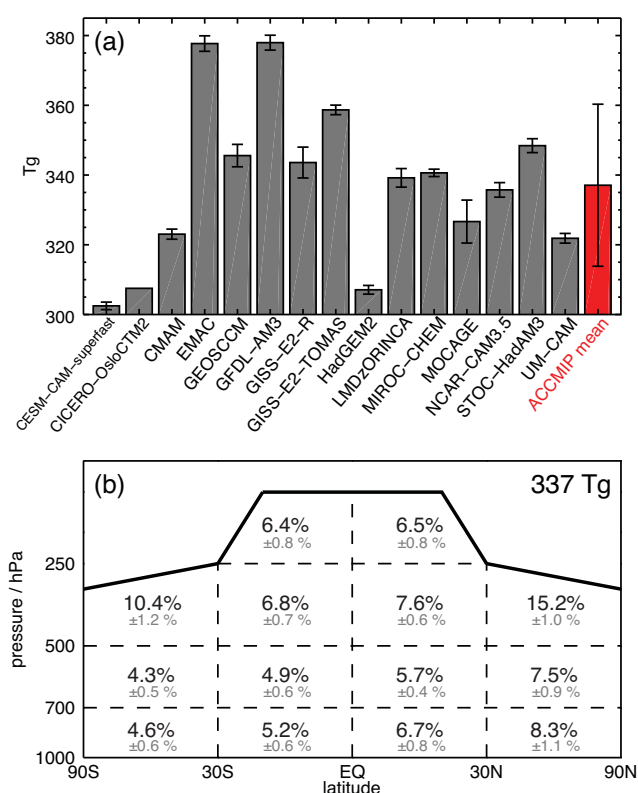 (a)
380
360
340
320
300
Tg
CESM−CAM−superfast
CICERO−OsloCTM2
CMAM
EMAC
GEOSCCM
GFDL−AM3
GISS−E2−R
GISS−E2−TOMAS
HadGEM2
LMDzORINCA
MIROC−CHEM
MOCAGE
NCAR−CAM3.5
STOC−HadAM3
UM−CAM
ACCMIP mean
(b) 337 Tg
6.4% 6.5%
±0.8 % ±0.8 %
250
10.4% 6.8% 7.6% 15.2%
±1.2 % ±0.7 % ±0.6 % ±1.0 %
500
4.3% 4.9% 5.7% 7.5%
±0.5 % ±0.6 % ±0.4 % ±0.9 %
700
4.6% 5.2% 6.7% 8.3%
±0.6 % ±0.6 % ±0.8 % ±1.1 %
1000
pressure / hPa
90S 30S EQ 30N 90N
latitude